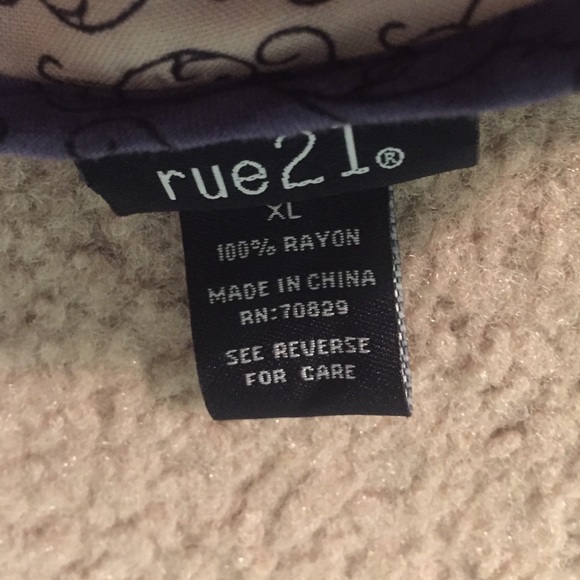 rue21®
XL
100% RAYON
MADE IN CHINA
RN:70829
SEE REVERSE
FOR CARE